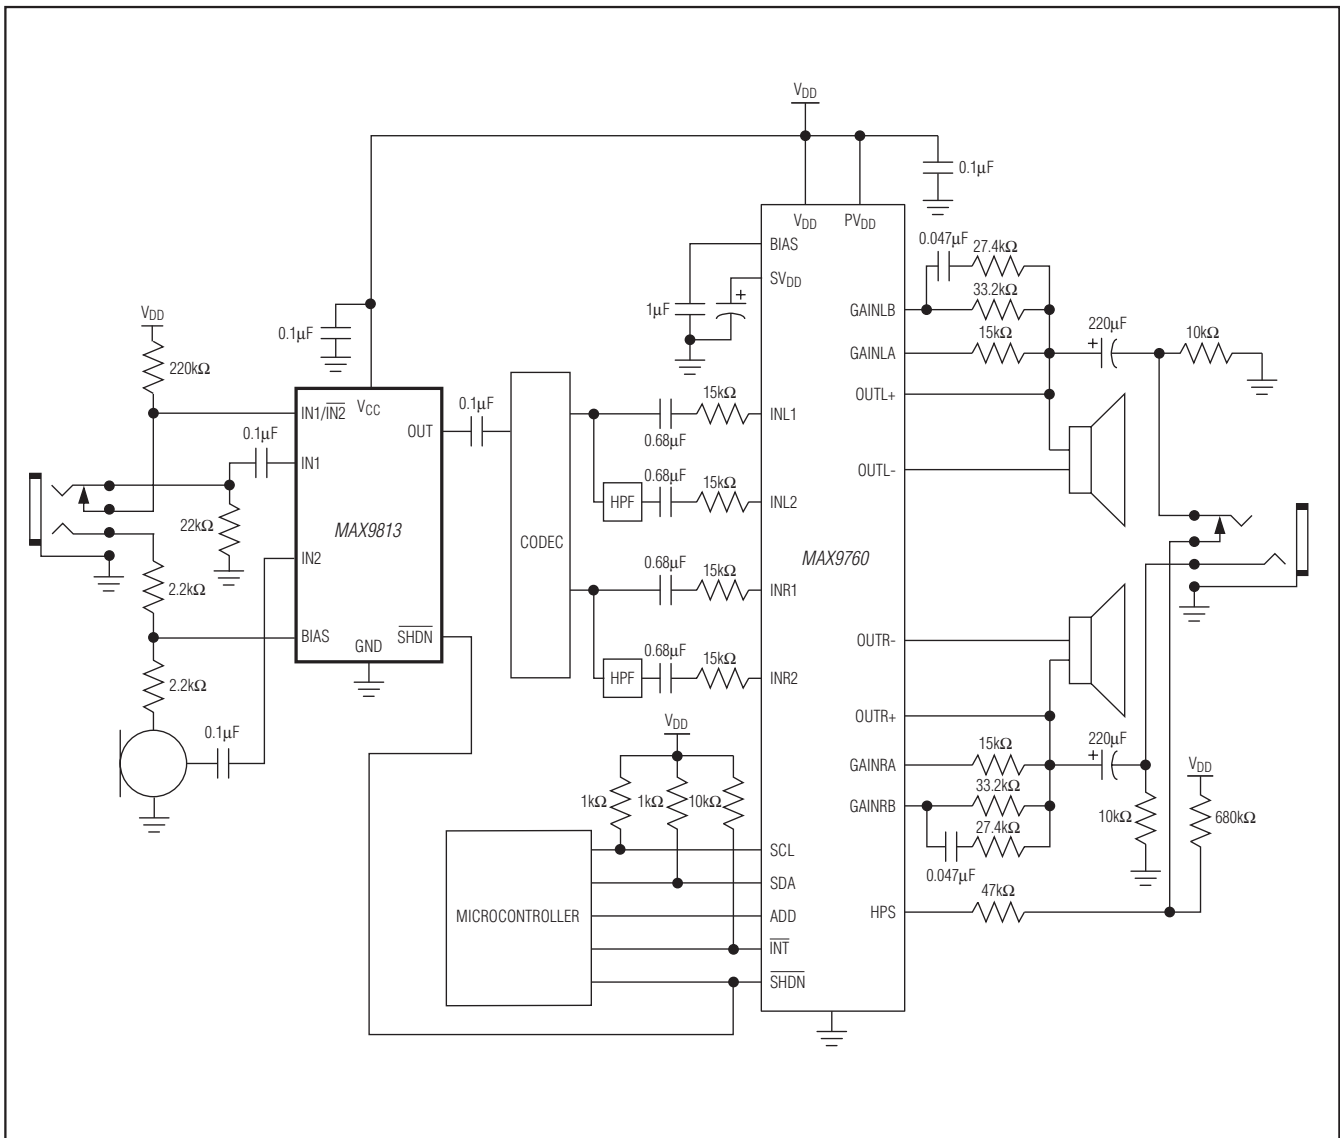 V_DD
0.1μF
V_DD
PV_DD
BIAS
SV_DD
1μF
+
0.047μF
27.4kΩ
33.2kΩ
GAINLB
15kΩ
GAINLA
OUTL+
OUTL-
220μF
+
10kΩ
V_DD
220kΩ
0.1μF
IN1/I̅N̅2̅
V_CC
OUT
0.1μF
0.1μF
IN1
22kΩ
MAX9813
IN2
2.2kΩ
BIAS
GND
S̅H̅D̅N̅
2.2kΩ
0.1μF
CODEC
15kΩ
0.68μF
INL1
0.68μF
15kΩ
HPF
INL2
0.68μF
15kΩ
INR1
0.68μF
15kΩ
HPF
INR2
MAX9760
OUTR-
OUTR+
15kΩ
GAINRA
33.2kΩ
GAINRB
27.4kΩ
0.047μF
220μF
+
10kΩ
V_DD
680kΩ
47kΩ
HPS
V_DD
1kΩ
1kΩ
10kΩ
MICROCONTROLLER
SCL
SDA
ADD
I̅N̅T̅
S̅H̅D̅N̅